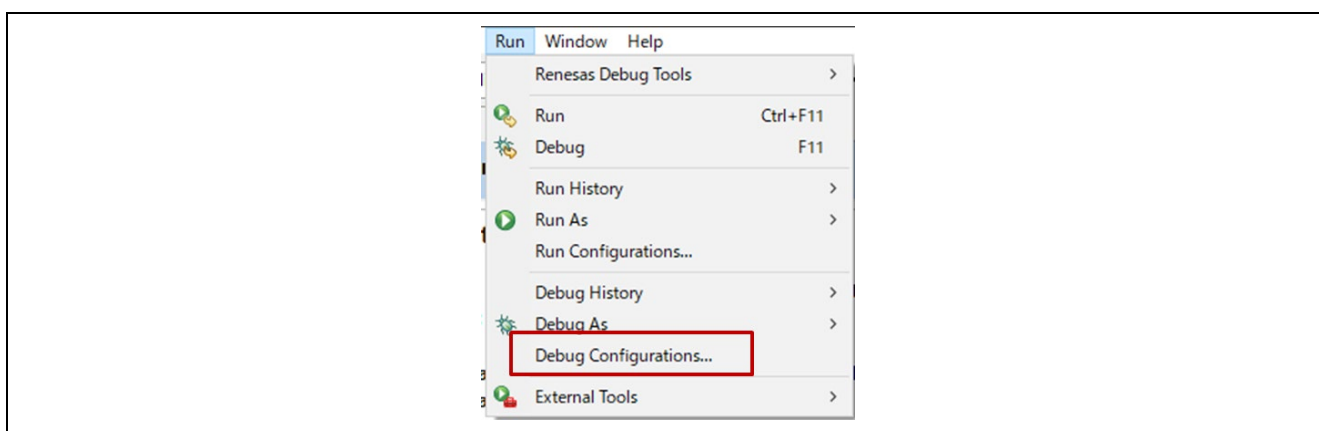 Run Window Help
Renesas Debug Tools >
Run Ctrl+F11
Debug F11
Run History >
Run As >
Run Configurations...
Debug History >
Debug As >
Debug Configurations...
External Tools >